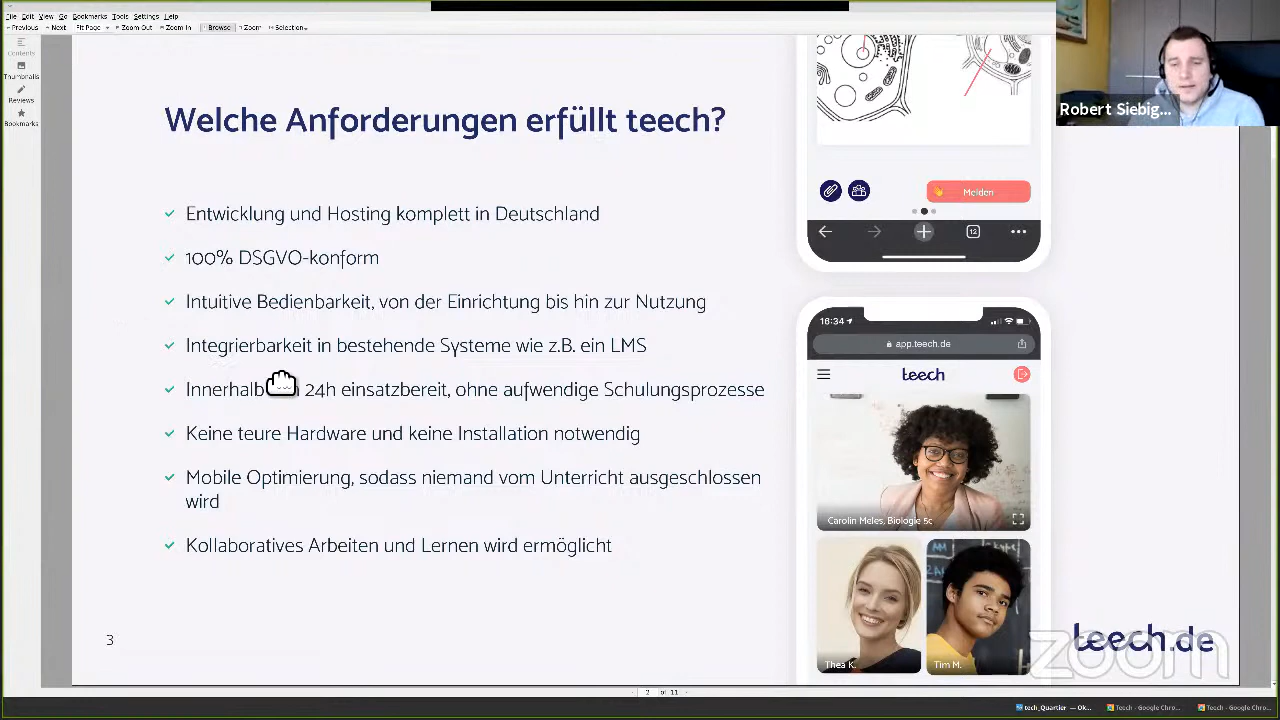 File Edit View Go Bookmarks Tools Settings Help
Previous Next Fit Page Zoom Out Zoom In Browse Zoom Selection
Contents
Thumbnails
Reviews
Bookmarks
Robert Siebig...
Welche Anforderungen erfüllt teech?
Entwicklung und Hosting komplett in Deutschland
100% DSGVO-konform
Intuitive Bedienbarkeit, von der Einrichtung bis hin zur Nutzung
Integrierbarkeit in bestehende Systeme wie z.B. ein LMS
Innerhalb 24h einsatzbereit, ohne aufwendige Schulungsprozesse
Keine teure Hardware und keine Installation notwendig
Mobile Optimierung, sodass niemand vom Unterricht ausgeschlossen
wird
Kollaboratives Arbeiten und Lernen wird ermöglicht
3
Melden
12
16:34
app.teech.de
teech
Carolin Meles, Biologie 5c
Thea K.
Tim M.
teech.de
zoom
2 of 11
tech_Quartier — Ok...
Teech - Google Chro...
Teech - Google Chro...